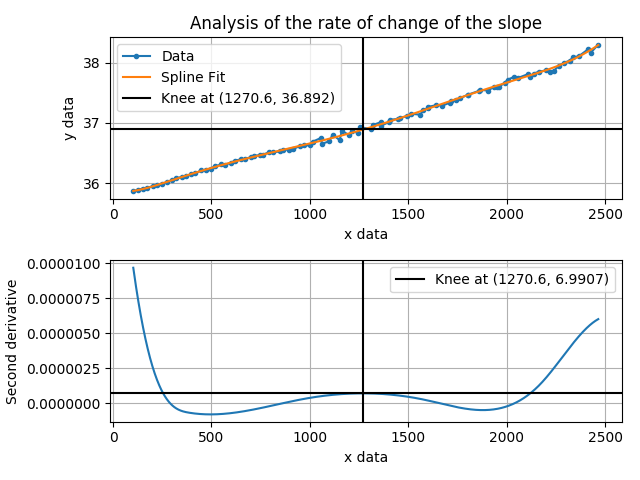 Analysis of the rate of change of the slope
Data
Spline Fit
Knee at (1270.6, 36.892)
y data
38
37
36
0 500 1000 1500 2000 2500
x data
Knee at (1270.6, 6.9907)
Second derivative
0.0000100
0.0000075
0.0000050
0.0000025
0.0000000
0 500 1000 1500 2000 2500
x data